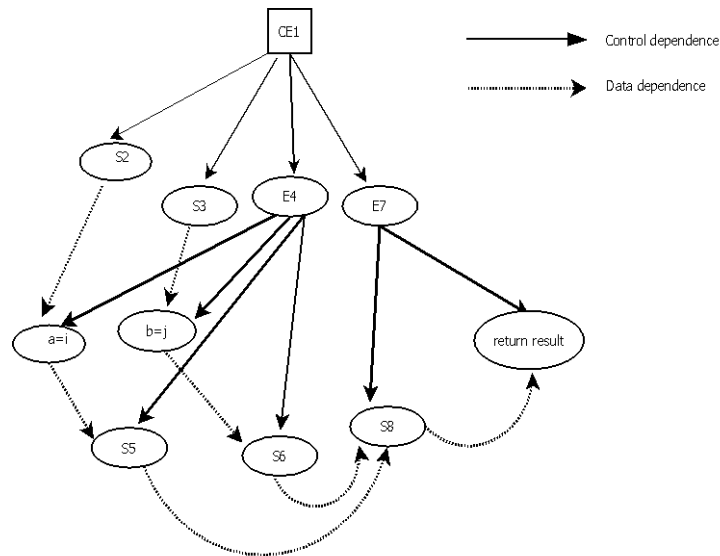 CE1
Control dependence
Data dependence
S2
S3
E4
E7
a=i
b=j
return result
S5
S6
S8